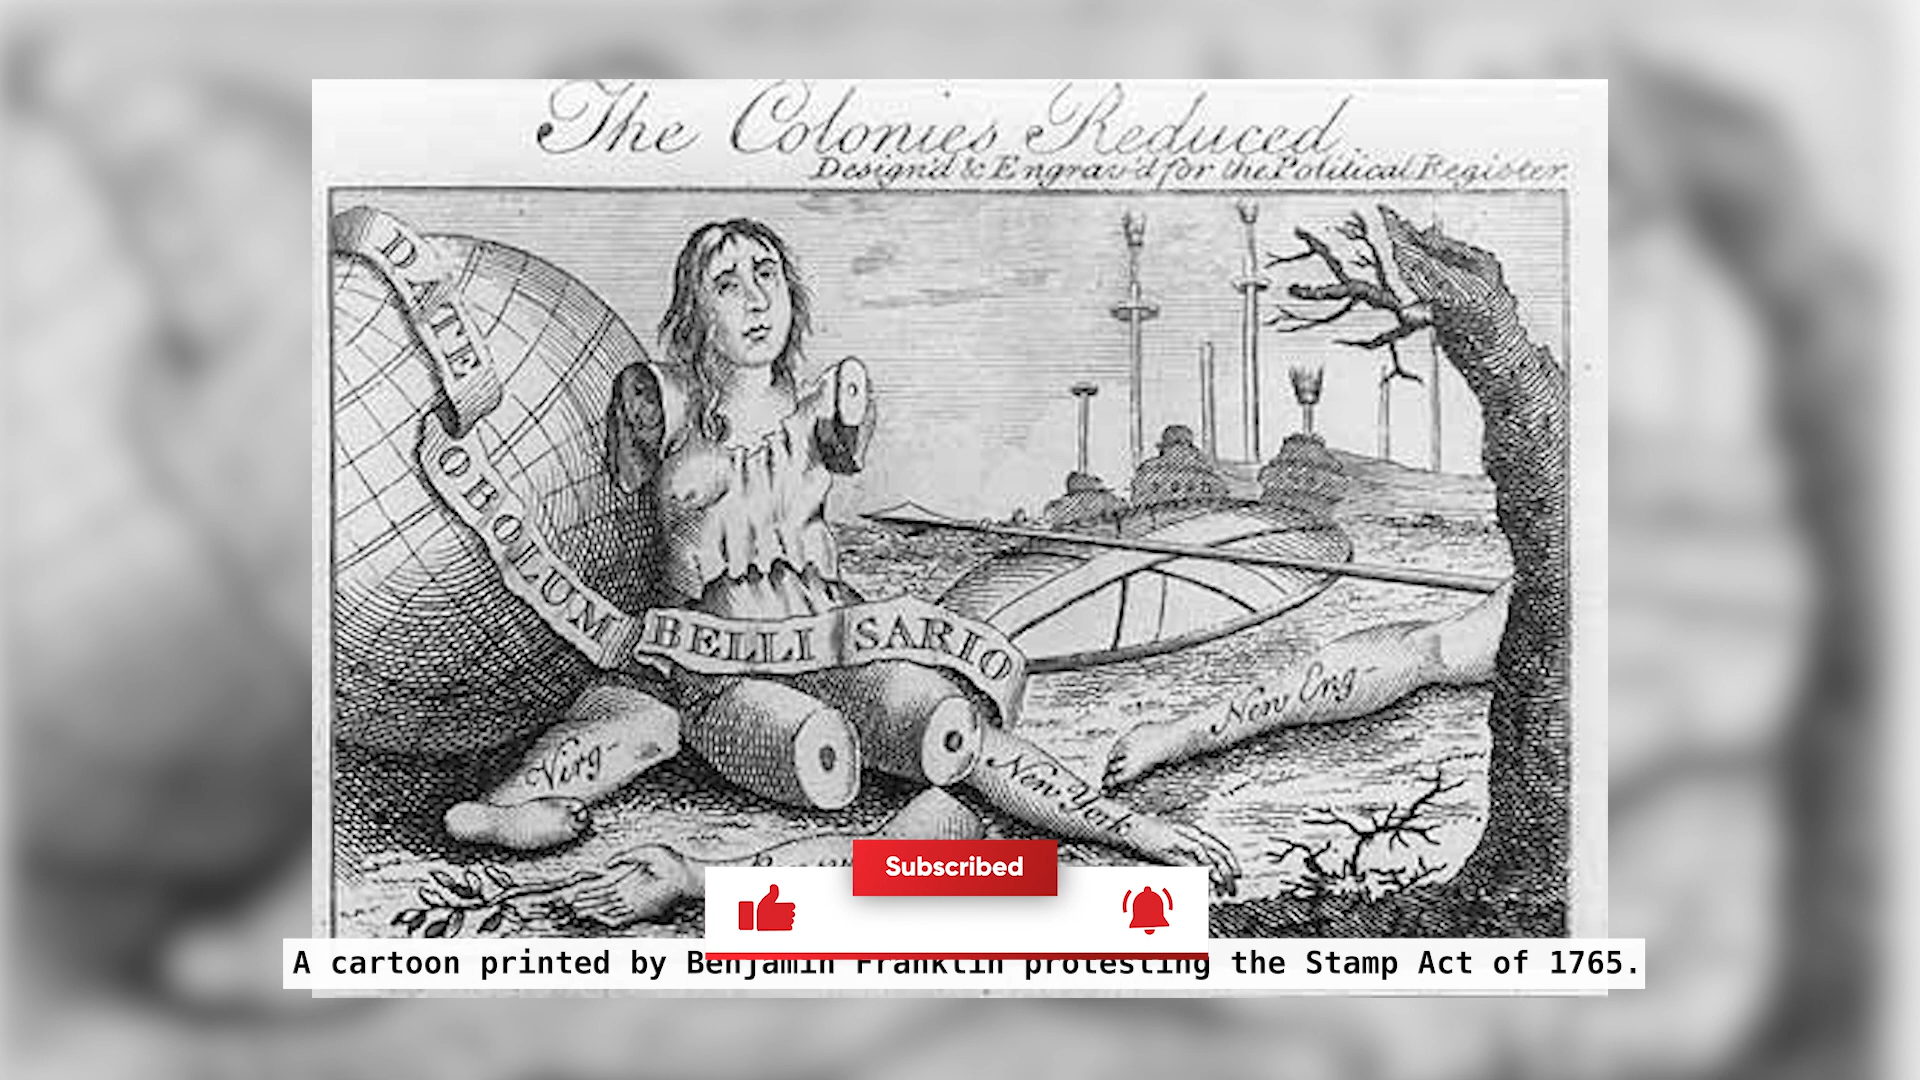 The Colonies Reduced.
Design'd & Engrav'd for the Political Register.
DATE
OBOLUM
BELLI SARIO
Virg-
New Eng-
New York
Subscribed
A cartoon printed by Benjamin Franklin protesting the Stamp Act of 1765.